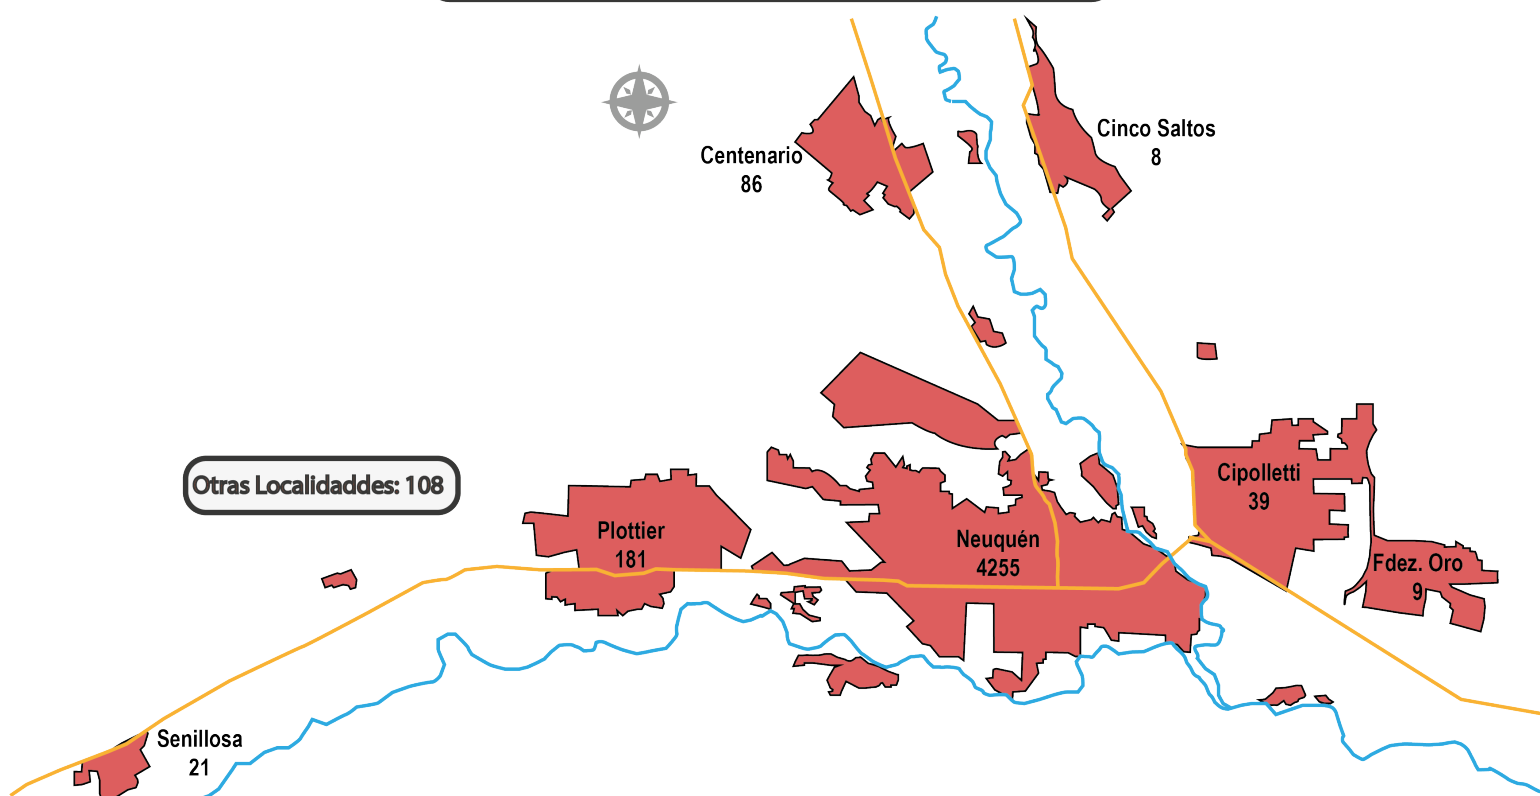 Cinco Saltos
8
Centenario
86
Cipolletti
39
Otras Localidaddes: 108
Plottier
181
Neuquén
4255
Fdez. Oro
9
Senillosa
21